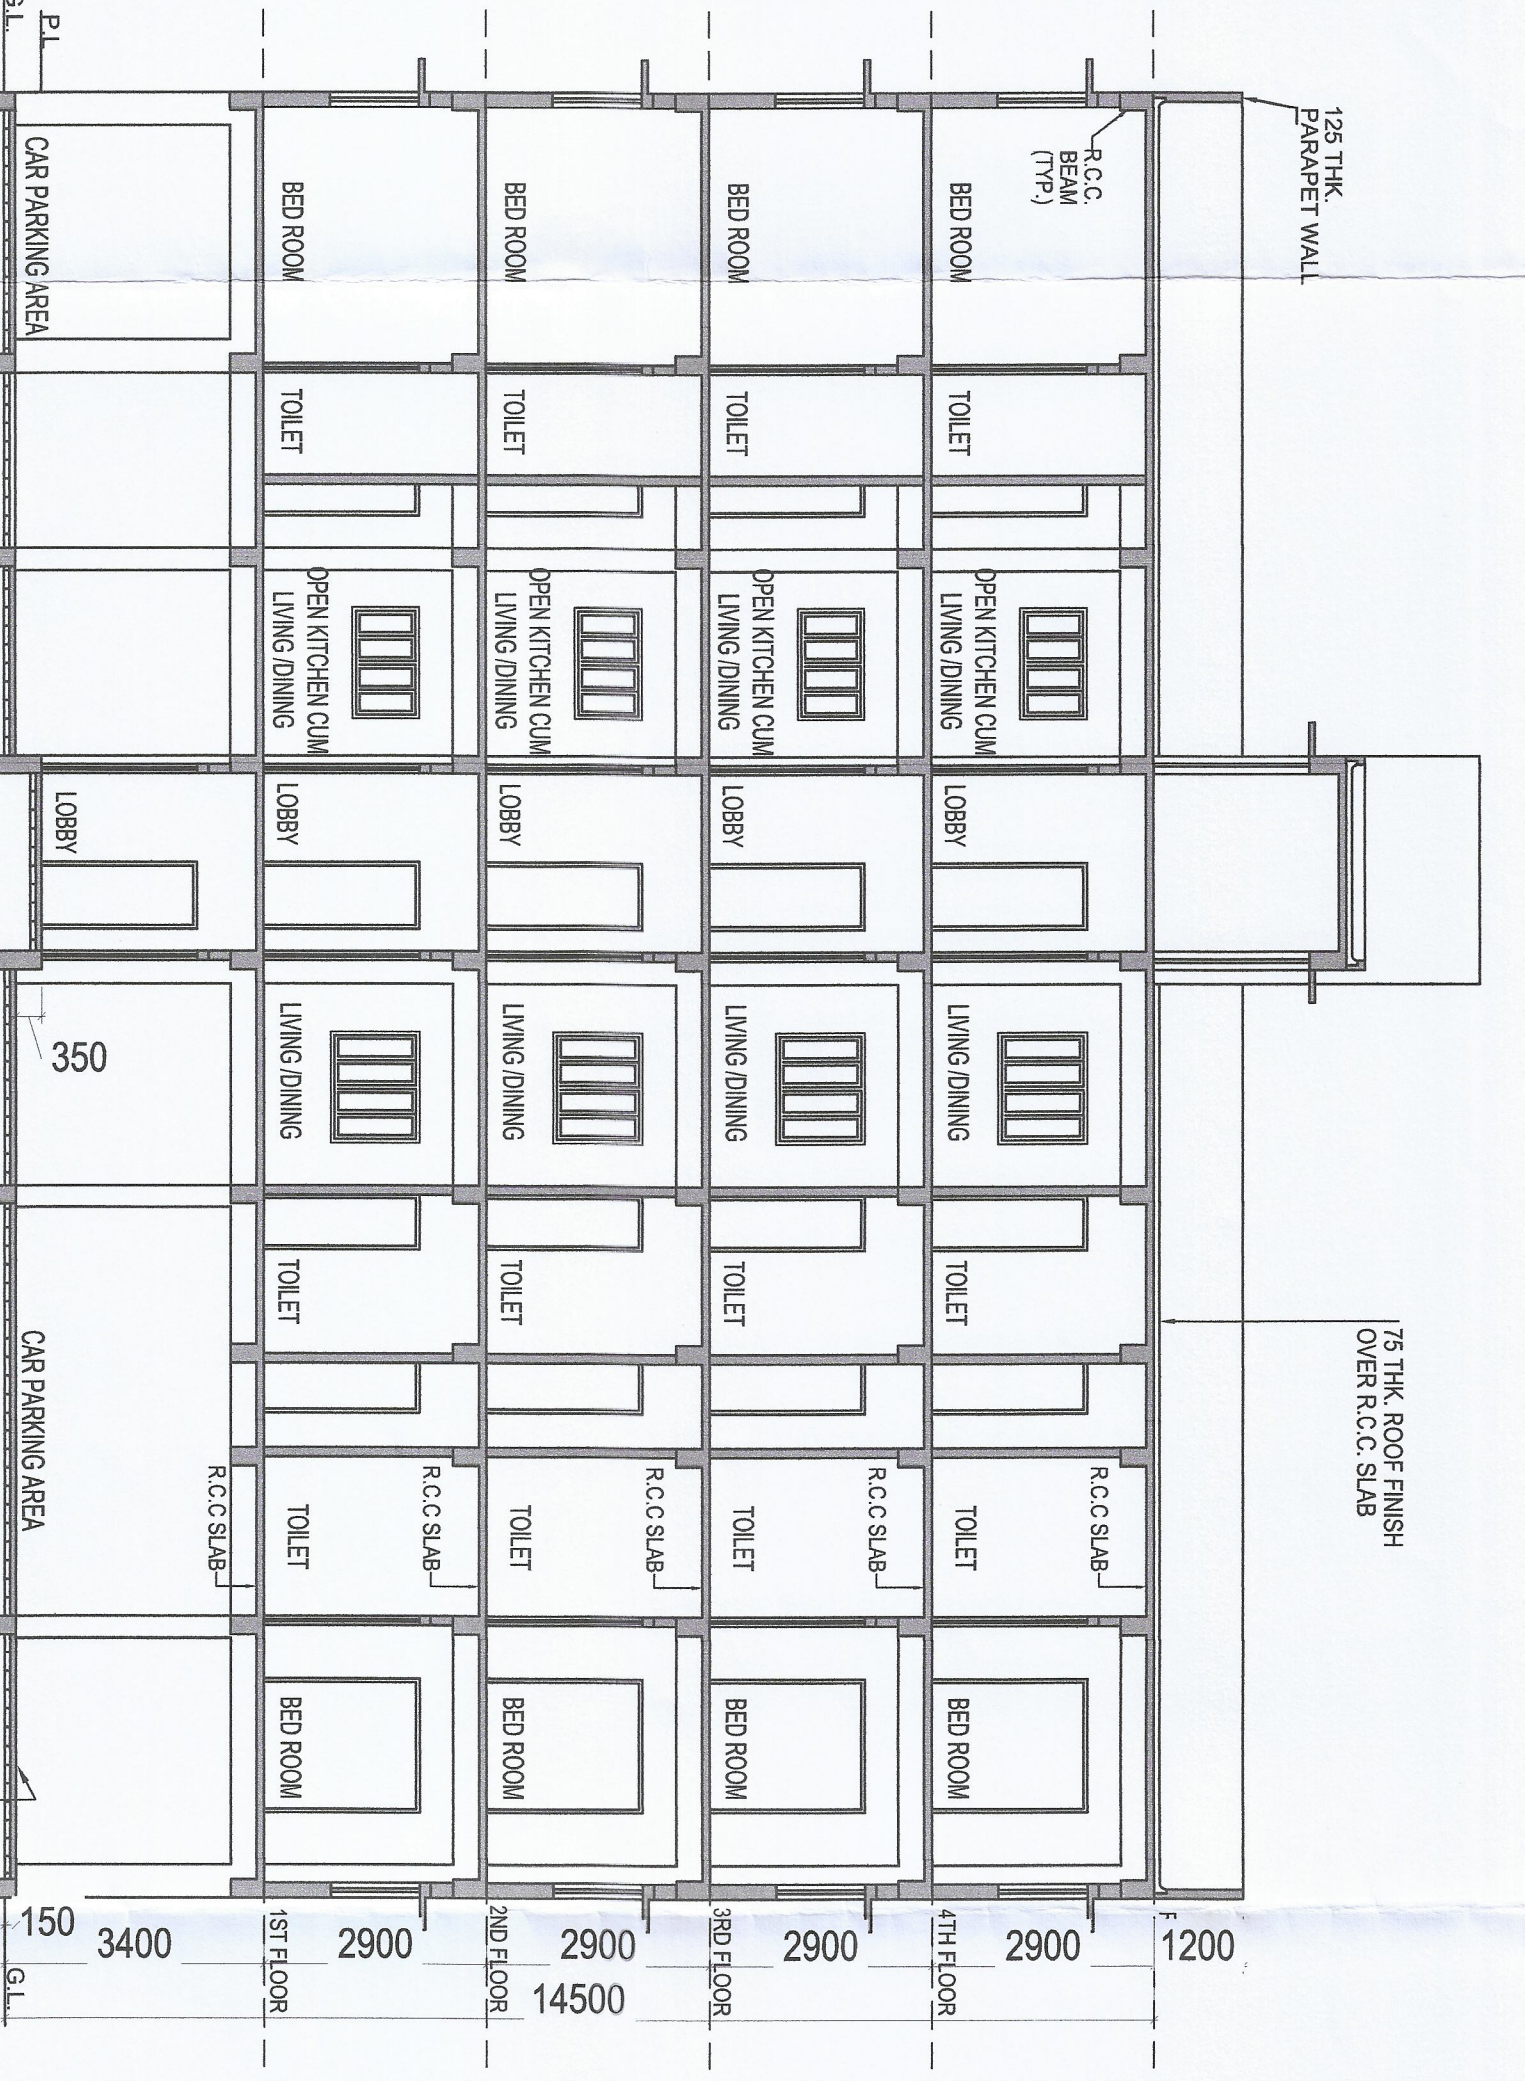 125 THK.
PARAPET WALL
75 THK. ROOF FINISH
OVER R.C.C. SLAB
1200
R.C.C.
BEAM
(TYP.)
R.C.C SLAB
BED ROOM
TOILET
OPEN KITCHEN CUM
LIVING /DINING
LOBBY
LIVING /DINING
TOILET
TOILET
BED ROOM
2900
4TH FLOOR
R.C.C SLAB
BED ROOM
TOILET
OPEN KITCHEN CUM
LIVING /DINING
LOBBY
LIVING /DINING
TOILET
TOILET
BED ROOM
2900
3RD FLOOR
R.C.C SLAB
BED ROOM
TOILET
OPEN KITCHEN CUM
LIVING /DINING
LOBBY
LIVING /DINING
TOILET
TOILET
BED ROOM
2900
14500
2ND FLOOR
R.C.C SLAB
BED ROOM
TOILET
OPEN KITCHEN CUM
LIVING /DINING
LOBBY
LIVING /DINING
TOILET
TOILET
BED ROOM
2900
1ST FLOOR
R.C.C SLAB
3400
LOBBY
350
P.L
CAR PARKING AREA
CAR PARKING AREA
150
G.L.
G.L.